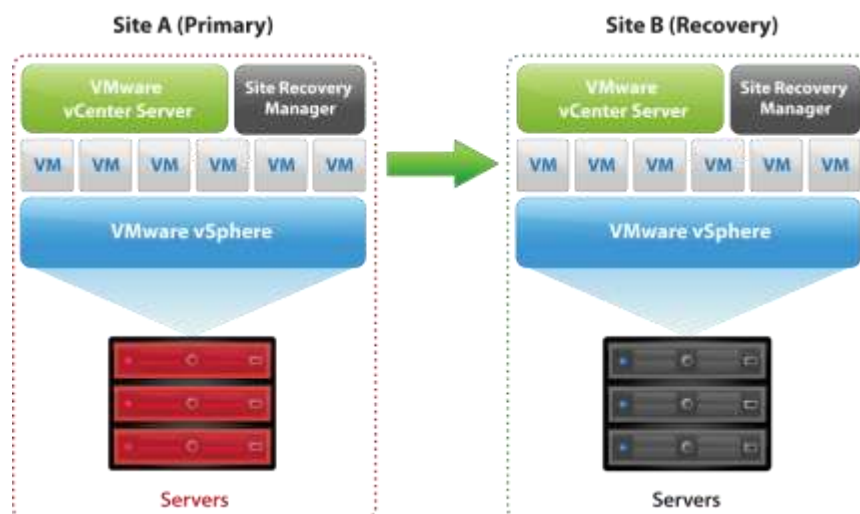 Site A (Primary)
VMware
vCenter Server
Site Recovery
Manager
VM VM VM VM VM VM
VMware vSphere
Servers
Site B (Recovery)
VMware
vCenter Server
Site Recovery
Manager
VM VM VM VM VM VM
VMware vSphere
Servers